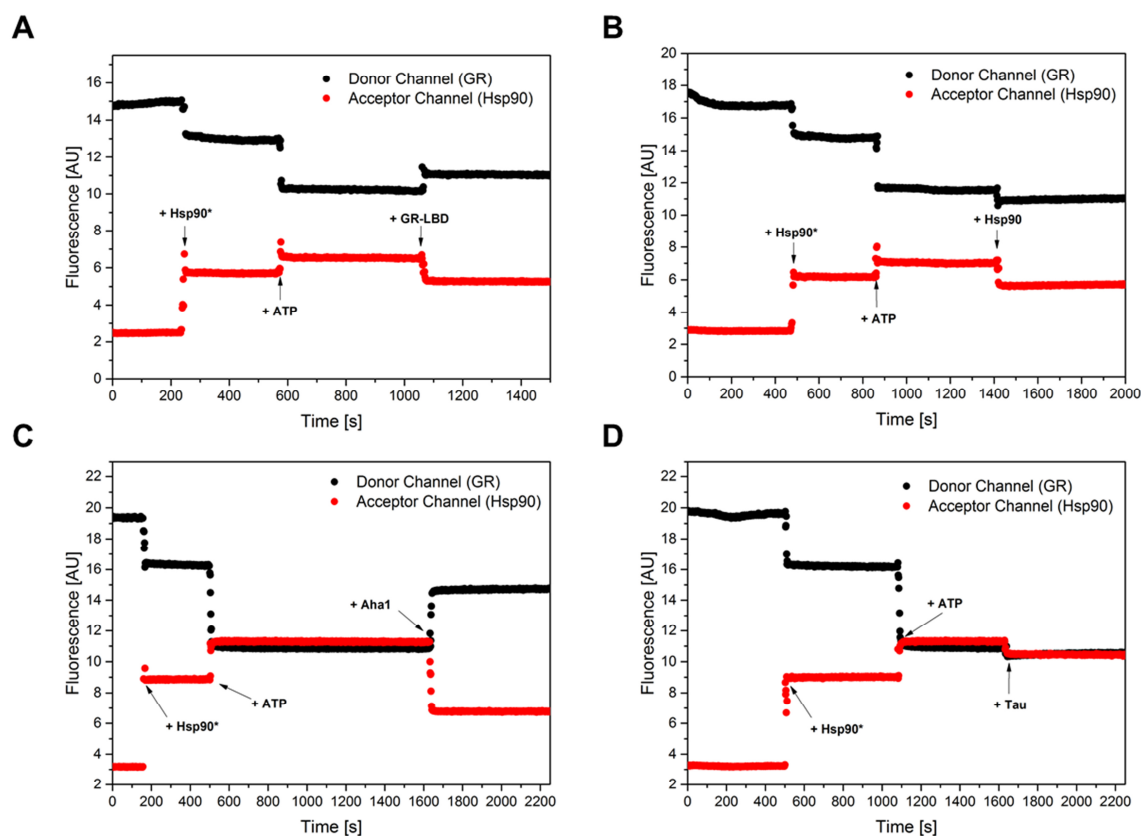 A
Donor Channel (GR)
Acceptor Channel (Hsp90)
16
14
12
10
8
6
4
2
0
Fluorescence [AU]
+ Hsp90*
+ ATP
+ GR-LBD
0 200 400 600 800 1000 1200 1400
Time [s]
B
Donor Channel (GR)
Acceptor Channel (Hsp90)
20
18
16
14
12
10
8
6
4
2
0
Fluorescence [AU]
+ Hsp90*
+ ATP
+ Hsp90
0 200 400 600 800 1000 1200 1400 1600 1800 2000
Time [s]
C
Donor Channel (GR)
Acceptor Channel (Hsp90)
22
20
18
16
14
12
10
8
6
4
2
Fluorescence [AU]
+ Hsp90*
+ ATP
+ Aha1
0 200 400 600 800 1000 1200 1400 1600 1800 2000 2200
Time [s]
D
Donor Channel (GR)
Acceptor Channel (Hsp90)
22
20
18
16
14
12
10
8
6
4
2
Fluorescence [AU]
+ Hsp90*
+ ATP
+ Tau
0 200 400 600 800 1000 1200 1400 1600 1800 2000 2200
Time [s]